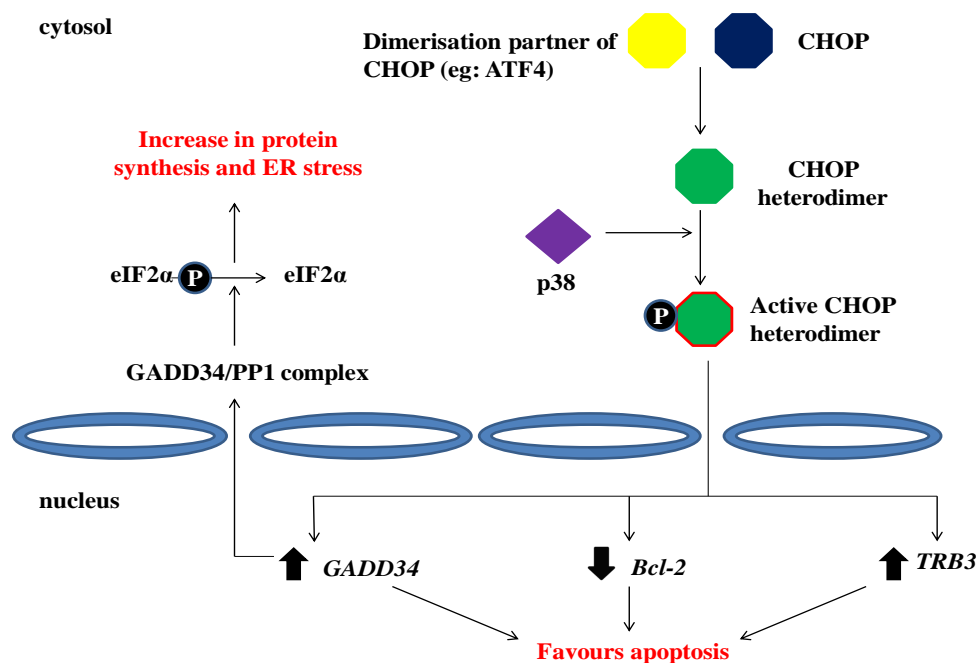 cytosol
Dimerisation partner of
CHOP (eg: ATF4)
CHOP
Increase in protein
synthesis and ER stress
CHOP
heterodimer
p38
eIF2α P eIF2α
P
Active CHOP
heterodimer
GADD34/PP1 complex
nucleus
GADD34
Bcl-2
TRB3
Favours apoptosis